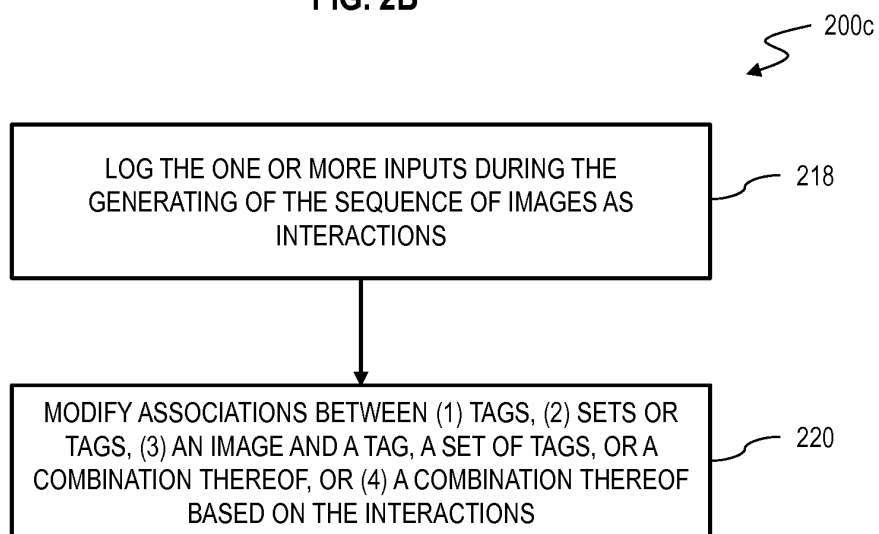 FIG. 2B
200c
LOG THE ONE OR MORE INPUTS DURING THE
GENERATING OF THE SEQUENCE OF IMAGES AS
INTERACTIONS
218
MODIFY ASSOCIATIONS BETWEEN (1) TAGS, (2) SETS OR
TAGS, (3) AN IMAGE AND A TAG, A SET OF TAGS, OR A
COMBINATION THEREOF, OR (4) A COMBINATION THEREOF
BASED ON THE INTERACTIONS
220